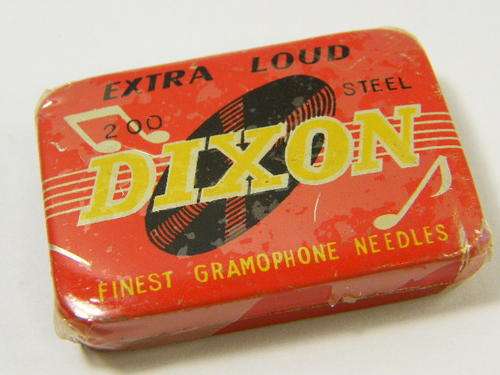 EXTRA LOUD
200 STEEL
DIXON
FINEST GRAMOPHONE NEEDLES